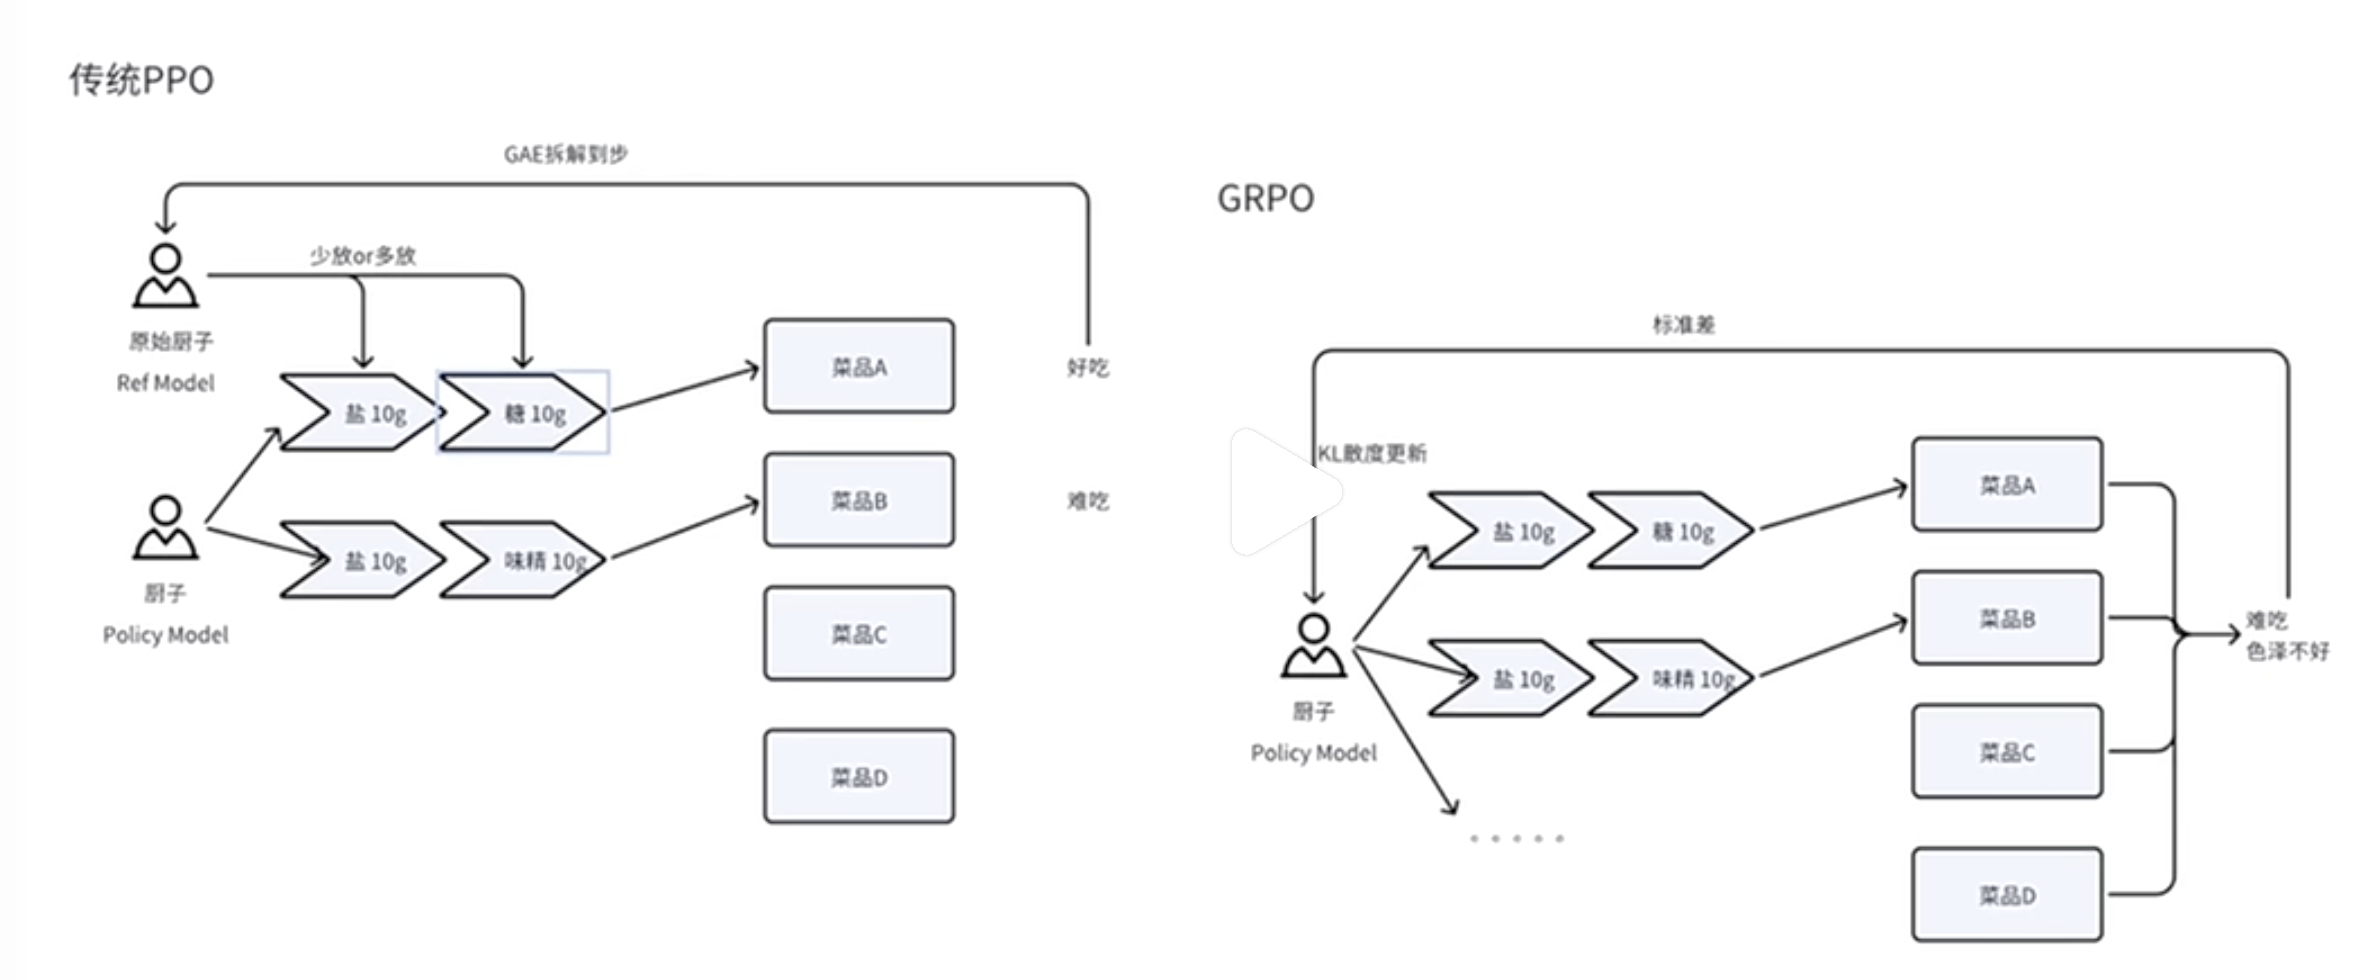 传统PPO
GAE拆解到步
少放or多放
原始厨子
Ref Model
盐 10g
糖 10g
菜品A
好吃
菜品B
难吃
盐 10g
味精 10g
厨子
Policy Model
菜品C
菜品D
GRPO
标准差
KL散度更新
盐 10g
糖 10g
菜品A
盐 10g
味精 10g
菜品B
难吃
色泽不好
厨子
Policy Model
菜品C
菜品D